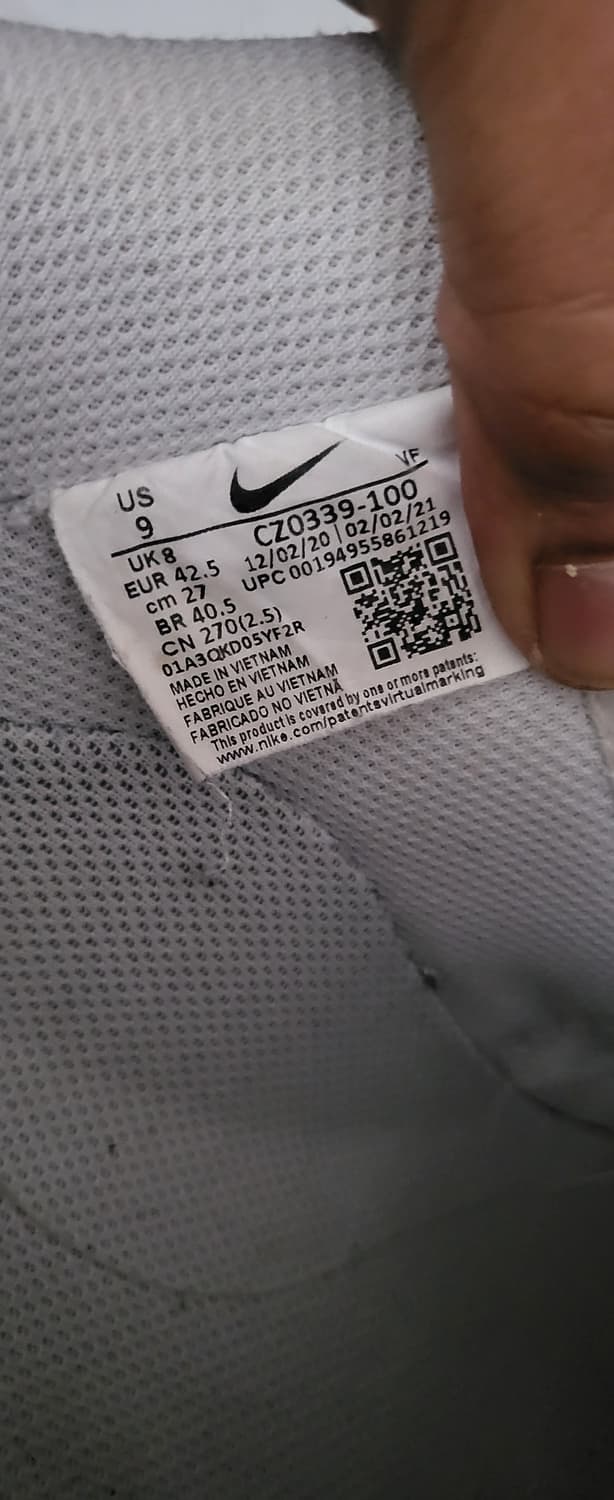 US
9
VF
CZ0339-100
12/02/20 | 02/02/21
UPC 00194955861219
UK 8
EUR 42.5
cm 27
BR 40.5
CN 270(2.5)
01A3QKD05YF2R
MADE IN VIETNAM
HECHO EN VIETNAM
FABRIQUE AU VIETNAM
FABRICADO NO VIETNÃ
This product is covered by one or more patents:
www.nike.com/patentsvirtualmarking